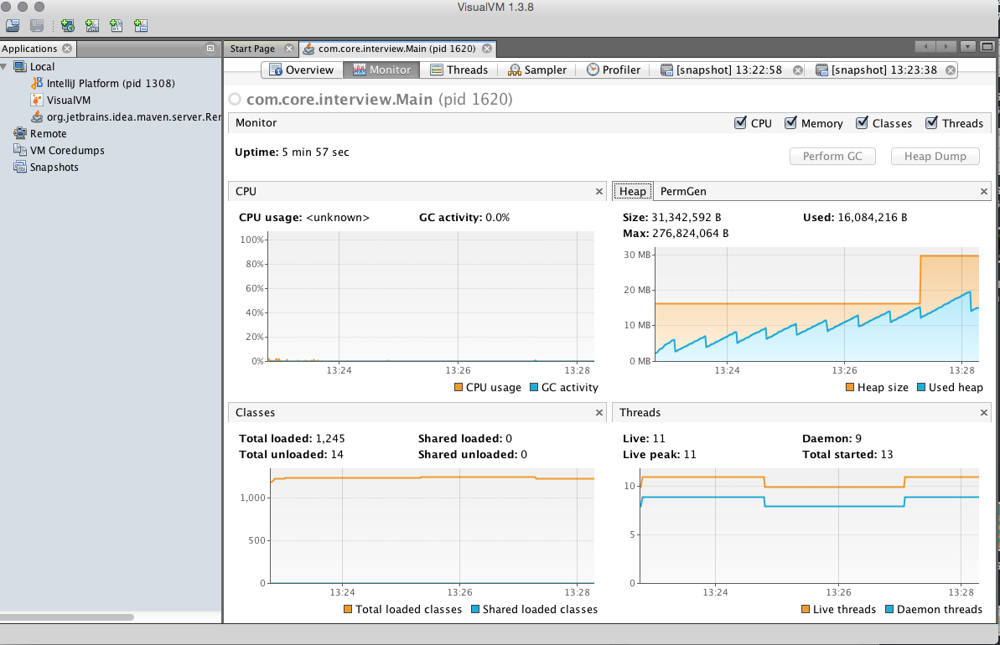 VisualVM 1.3.8
Applications
Start Page
com.core.interview.Main (pid 1620)
Local
IntelliJ Platform (pid 1308)
VisualVM
org.jetbrains.idea.maven.server.Rer
Remote
VM Coredumps
Snapshots
Overview
Monitor
Threads
Sampler
Profiler
[snapshot] 13:22:58
[snapshot] 13:23:38
com.core.interview.Main (pid 1620)
Monitor
CPU
Memory
Classes
Threads
Uptime: 5 min 57 sec
Perform GC
Heap Dump
CPU
CPU usage: <unknown>
GC activity: 0.0%
100%
80%
60%
40%
20%
0%
13:24
13:26
13:28
CPU usage
GC activity
Heap
PermGen
Size: 31,342,592 B
Used: 16,084,216 B
Max: 276,824,064 B
30 MB
20 MB
10 MB
0 MB
13:24
13:26
13:28
Heap size
Used heap
Classes
Total loaded: 1,245
Shared loaded: 0
Total unloaded: 14
Shared unloaded: 0
1,000
500
0
13:24
13:26
13:28
Total loaded classes
Shared loaded classes
Threads
Live: 11
Daemon: 9
Live peak: 11
Total started: 13
10
5
0
13:24
13:26
13:28
Live threads
Daemon threads